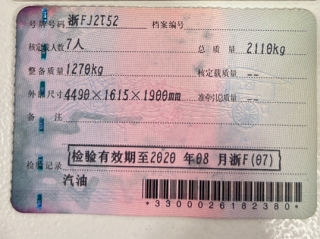 号牌号码 浙FJ2T52 档案编号
核定载人数 7人 总质量 2110kg
整备质量 1270kg 核定载质量 --
外廓尺寸 4490×1615×1900mm 准牵引总质量 --
备注
检验记录 检验有效期至2020年08月浙F(07)
汽油
*3300026182380*